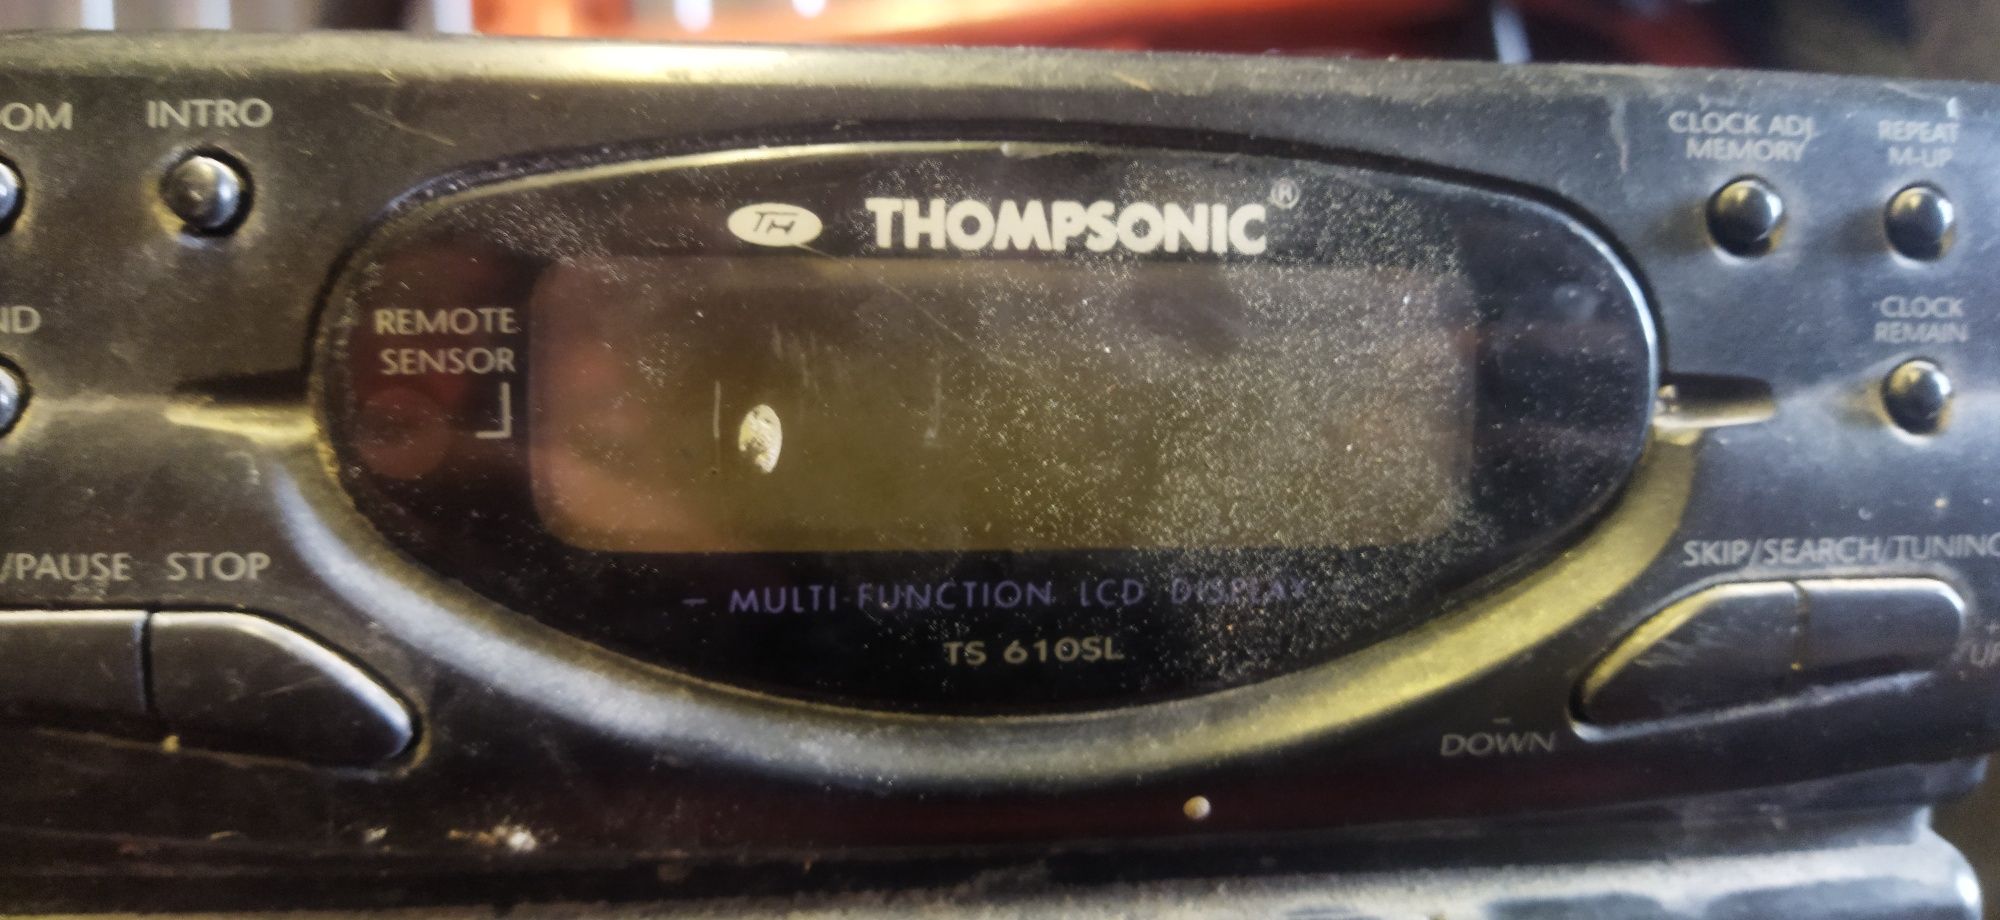 OM INTRO
CLOCK ADJ.
MEMORY
REPEAT
M-UP
TH THOMPSONIC®
REMOTE
SENSOR
ND
CLOCK
REMAIN
/PAUSE STOP
SKIP/SEARCH/TUNING
– MULTI-FUNCTION LCD DISPLAY
TS 610SL
– DOWN
+ UP